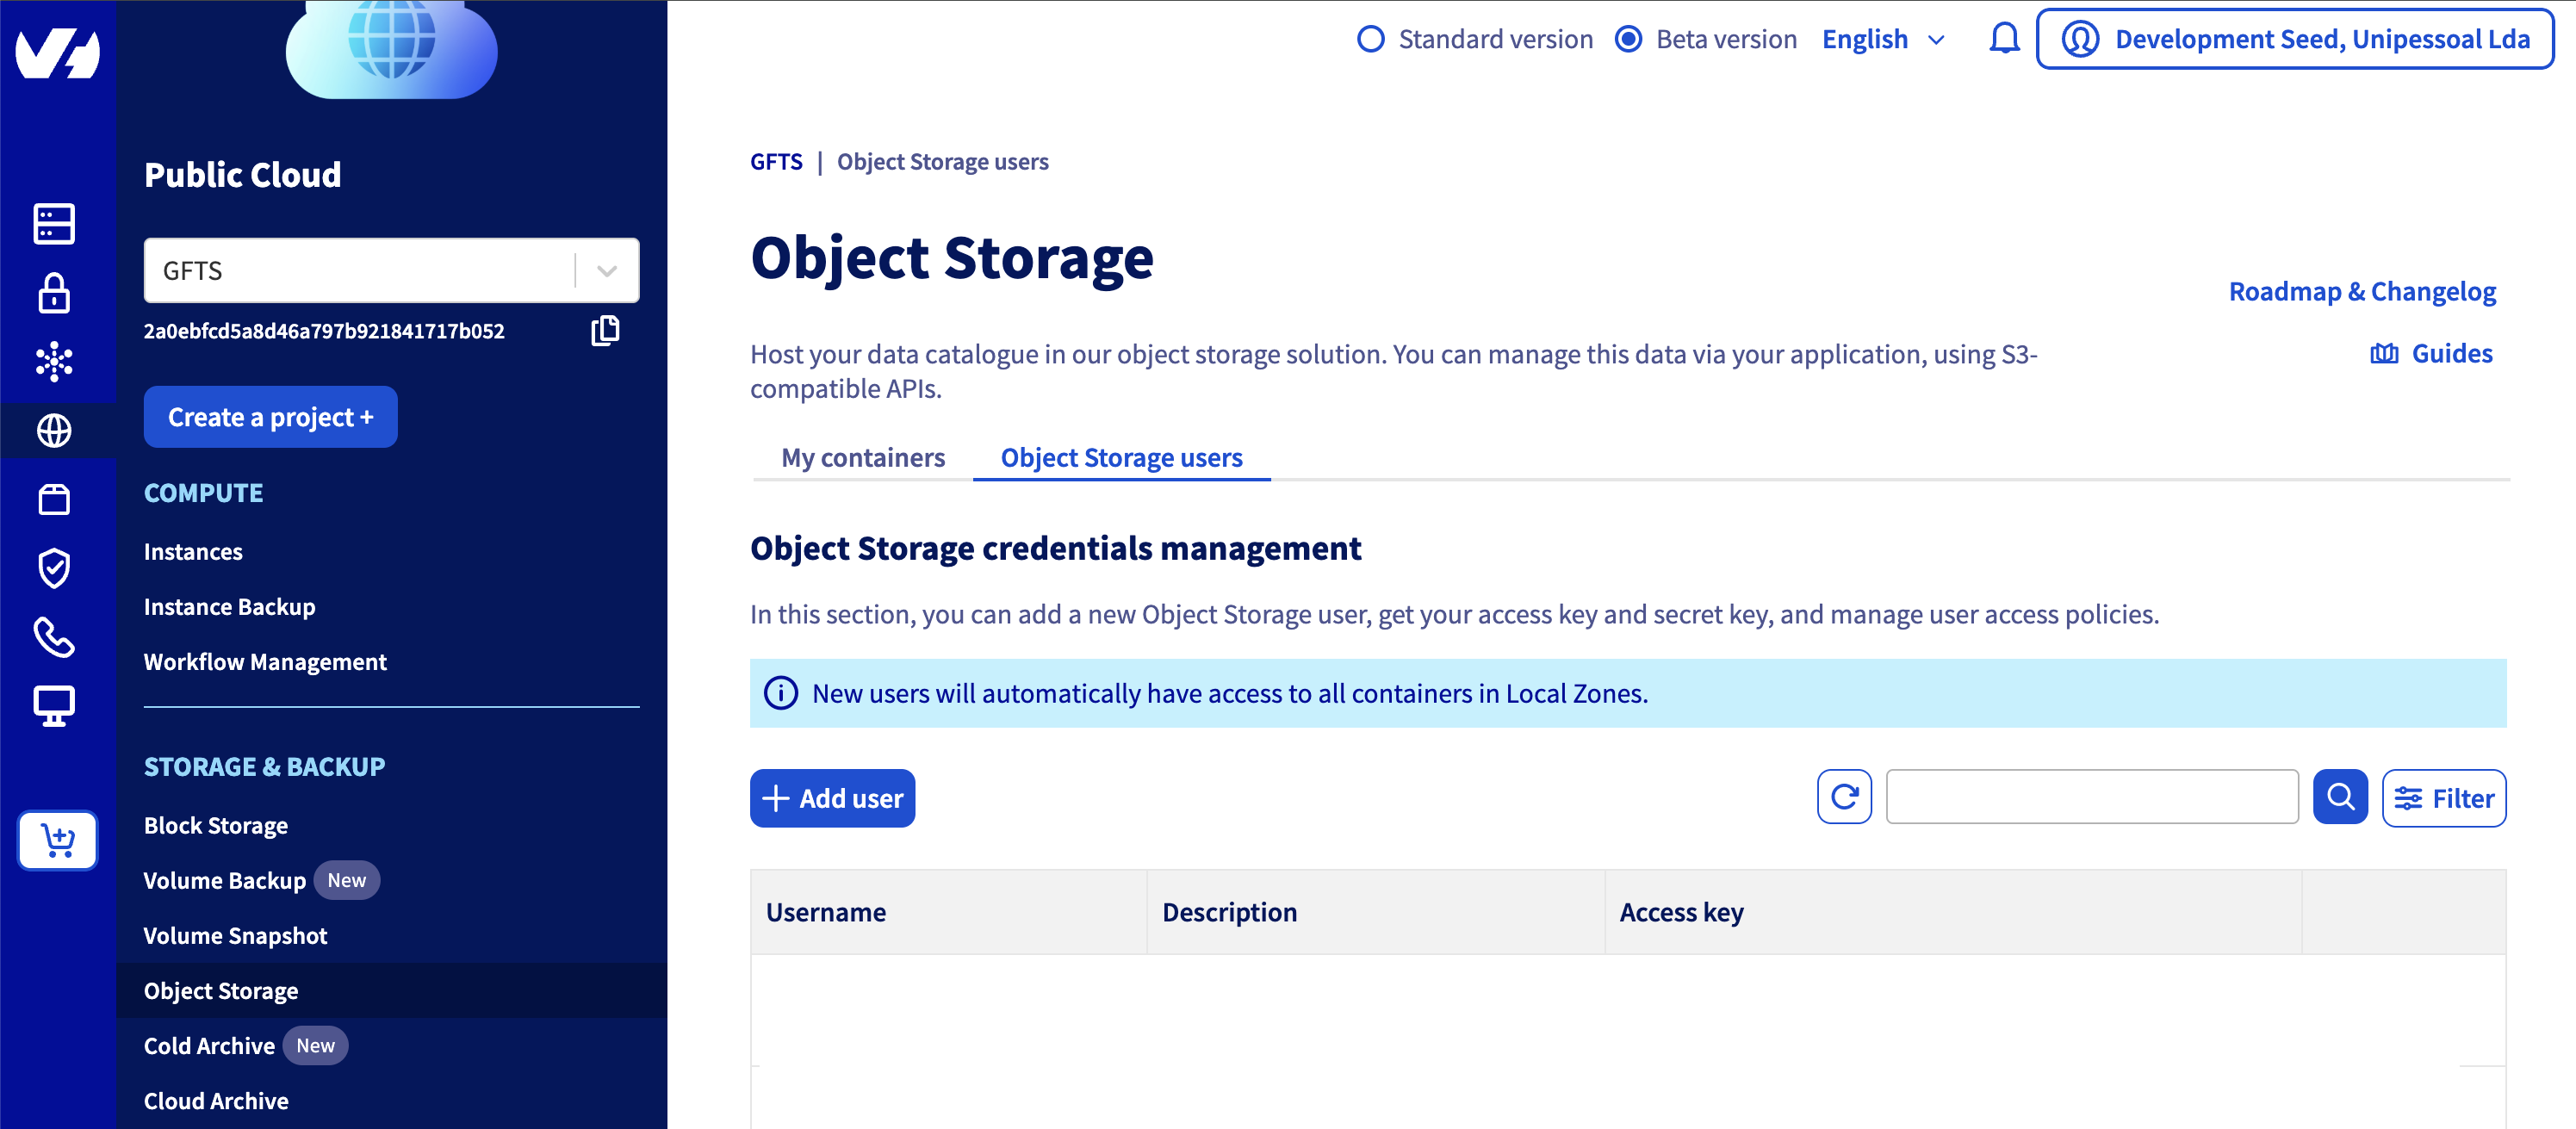 Public Cloud
GFTS
2a0ebfcd5a8d46a797b921841717b052
Create a project +
COMPUTE
Instances
Instance Backup
Workflow Management
STORAGE & BACKUP
Block Storage
Volume Backup New
Volume Snapshot
Object Storage
Cold Archive New
Cloud Archive
Standard version Beta version English Development Seed, Unipessoal Lda
GFTS | Object Storage users
Object Storage
Roadmap & Changelog
Guides
Host your data catalogue in our object storage solution. You can manage this data via your application, using S3-
compatible APIs.
My containers Object Storage users
Object Storage credentials management
In this section, you can add a new Object Storage user, get your access key and secret key, and manage user access policies.
New users will automatically have access to all containers in Local Zones.
Add user Filter
Username Description Access key